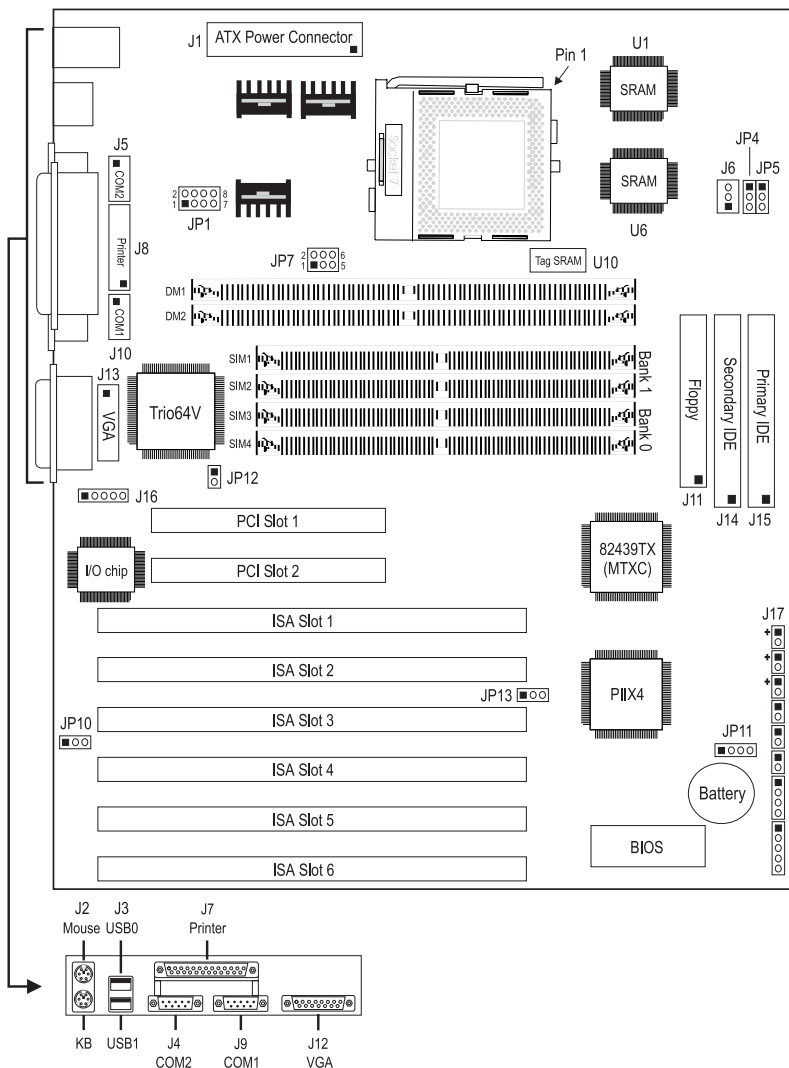 J1
ATX Power Connector
Pin 1
U1
SRAM
JP4
J5
J6
JP5
COM2
Socket 7
SRAM
2 8
1 7
JP1
U6
Printer
J8
JP7
2 6
1 5
Tag SRAM
U10
DM1
DM2
COM1
J10
SIM1
Bank 1
SIM2
SIM3
Bank 0
SIM4
J13
VGA
Trio64V
Floppy
Secondary IDE
Primary IDE
JP12
J16
J11
J14
J15
PCI Slot 1
I/O chip
PCI Slot 2
82439TX
(MTXC)
ISA Slot 1
J17
+
ISA Slot 2
+
+
JP13
PIIX4
ISA Slot 3
JP10
JP11
ISA Slot 4
Battery
ISA Slot 5
BIOS
ISA Slot 6
J2
Mouse
J3
USB0
J7
Printer
KB
USB1
J4
COM2
J9
COM1
J12
VGA